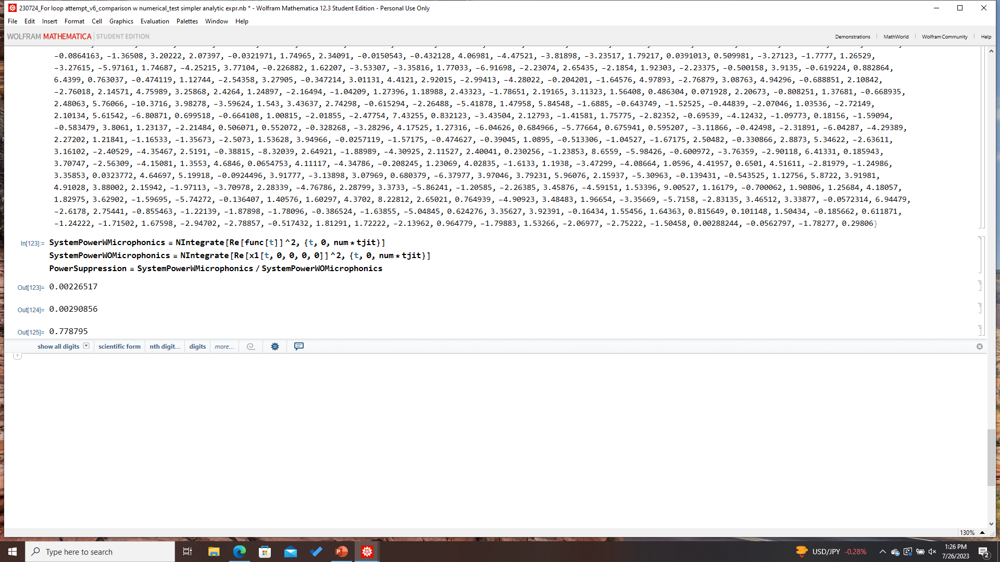 230724_For loop attempt_v6_comparison w numerical_test simpler analytic expr.nb * - Wolfram Mathematica 12.3 Student Edition - Personal Use Only
File Edit Insert Format Cell Graphics Evaluation Palettes Window Help
WOLFRAM MATHEMATICA STUDENT EDITION Demonstrations MathWorld Wolfram Community Help
−0.0864163, −1.36508, 3.20222, 2.07397, −0.0321971, 1.74965, 2.34091, −0.0150543, −0.432128, 4.06981, −4.47521, −3.81898, −3.23517, 1.79217, 0.0391013, 0.509981, −3.27123, −1.7777, 1.26529,
−3.27615, −5.97161, 1.74687, −4.25215, 3.77104, −0.226882, 1.62207, −3.53307, −3.35816, 1.77033, −6.91698, −2.23074, 2.65435, −2.1854, 1.92303, −2.23375, −0.500158, 3.9135, −0.619224, 0.882864,
6.4399, 0.763037, −0.474119, 1.12744, −2.54358, 3.27905, −0.347214, 3.01131, 4.4121, 2.92015, −2.99413, −4.28022, −0.204201, −1.64576, 4.97893, −2.76879, 3.08763, 4.94296, −0.688851, 2.10842,
−2.76018, 2.14571, 4.75989, 3.25868, 2.4264, 1.24897, −2.16494, −1.04209, 1.27396, 1.18988, 2.43323, −1.78651, 2.19165, 3.11323, 1.56408, 0.486304, 0.071928, 2.20673, −0.808251, 1.37681, −0.668935,
2.48063, 5.76066, −10.3716, 3.98278, −3.59624, 1.543, 3.43637, 2.74298, −0.615294, −2.26488, −5.41878, 1.47958, 5.84548, −1.6885, −0.643749, −1.52525, −0.44839, −2.07046, 1.03536, −2.72149,
2.10134, 5.61542, −6.80871, 0.699518, −0.664108, 1.00815, −2.01855, −2.47754, 7.43255, 0.832123, −3.43504, 2.12793, −1.41581, 1.75775, −2.82352, −0.69539, −4.12432, −1.09773, 0.18156, −1.59094,
−0.583479, 3.8061, 1.23137, −2.21484, 0.506071, 0.552072, −0.328268, −3.28296, 4.17525, 1.27316, −6.04626, 0.684966, −5.77664, 0.675941, 0.595207, −3.11866, −0.42498, −2.31891, −6.04287, −4.29389,
2.27202, 1.21841, −1.16533, −1.35673, −2.5073, 1.53628, 3.94966, −0.0257119, −1.57175, −0.474627, −0.39045, 1.0895, −0.513306, −1.04527, −1.67175, 2.50482, −0.330866, 2.8873, 5.34622, −2.63611,
3.16102, −2.40529, −4.35467, 2.5191, −0.38815, −8.32039, 2.64921, −1.88989, −4.30925, 2.11527, 2.40041, 0.230256, −1.23853, 8.6559, −5.98426, −0.600972, −3.76359, −2.90118, 6.41331, 0.185943,
3.70747, −2.56309, −4.15081, 1.3553, 4.6846, 0.0654753, 4.11117, −4.34786, −0.208245, 1.23069, 4.02835, −1.6133, 1.1938, −3.47299, −4.08664, 1.0596, 4.41957, 0.6501, 4.51611, −2.81979, −1.24986,
3.35853, 0.0323772, 4.64697, 5.19918, −0.0924496, 3.91777, −3.13898, 3.07969, 0.680379, −6.37977, 3.97046, 3.79231, 5.96076, 2.15937, −5.30963, −0.139431, −0.543525, 1.12756, 5.8722, 3.91981,
4.91028, 3.88002, 2.15942, −1.97113, −3.70978, 2.28339, −4.76786, 2.28799, 3.3733, −5.86241, −1.20585, −2.26385, 3.45876, −4.59151, 1.53396, 9.00527, 1.16179, −0.700062, 1.90806, 1.25684, 4.18057,
1.82975, 3.62902, −1.59695, −5.74272, −0.136407, 1.40576, 1.60297, 4.3702, 8.22812, 2.65021, 0.764939, −4.90923, 3.48483, 1.96654, −3.35669, −5.7158, −2.83135, 3.46512, 3.33877, −0.0572314, 6.94479,
−2.6178, 2.75441, −0.855463, −1.22139, −1.87898, −1.78096, −0.386524, −1.63855, −5.04845, 0.624276, 3.35627, 3.92391, −0.16434, 1.55456, 1.64363, 0.815649, 0.101148, 1.50434, −0.185662, 0.611871,
−1.24222, −1.71502, 1.67598, −2.94702, −2.78857, −0.517432, 1.81291, 1.72222, −2.13962, 0.964779, −1.79883, 1.53266, −2.06977, −2.75222, −1.50458, 0.00288244, −0.0562797, −1.78277, 0.29806}
In[123]:= SystemPowerWMicrophonics = NIntegrate[Re[func[t]]^2, {t, 0, num*tjit}]
SystemPowerWOMicrophonics = NIntegrate[Re[x1[t, 0, 0, 0, 0]]^2, {t, 0, num*tjit}]
PowerSuppression = SystemPowerWMicrophonics / SystemPowerWOMicrophonics
Out[123]= 0.00226517
Out[124]= 0.00290856
Out[125]= 0.778795
show all digits scientific form nth digit... digits more...
130%
Type here to search USD/JPY -0.28% 1:26 PM
7/26/2023 2